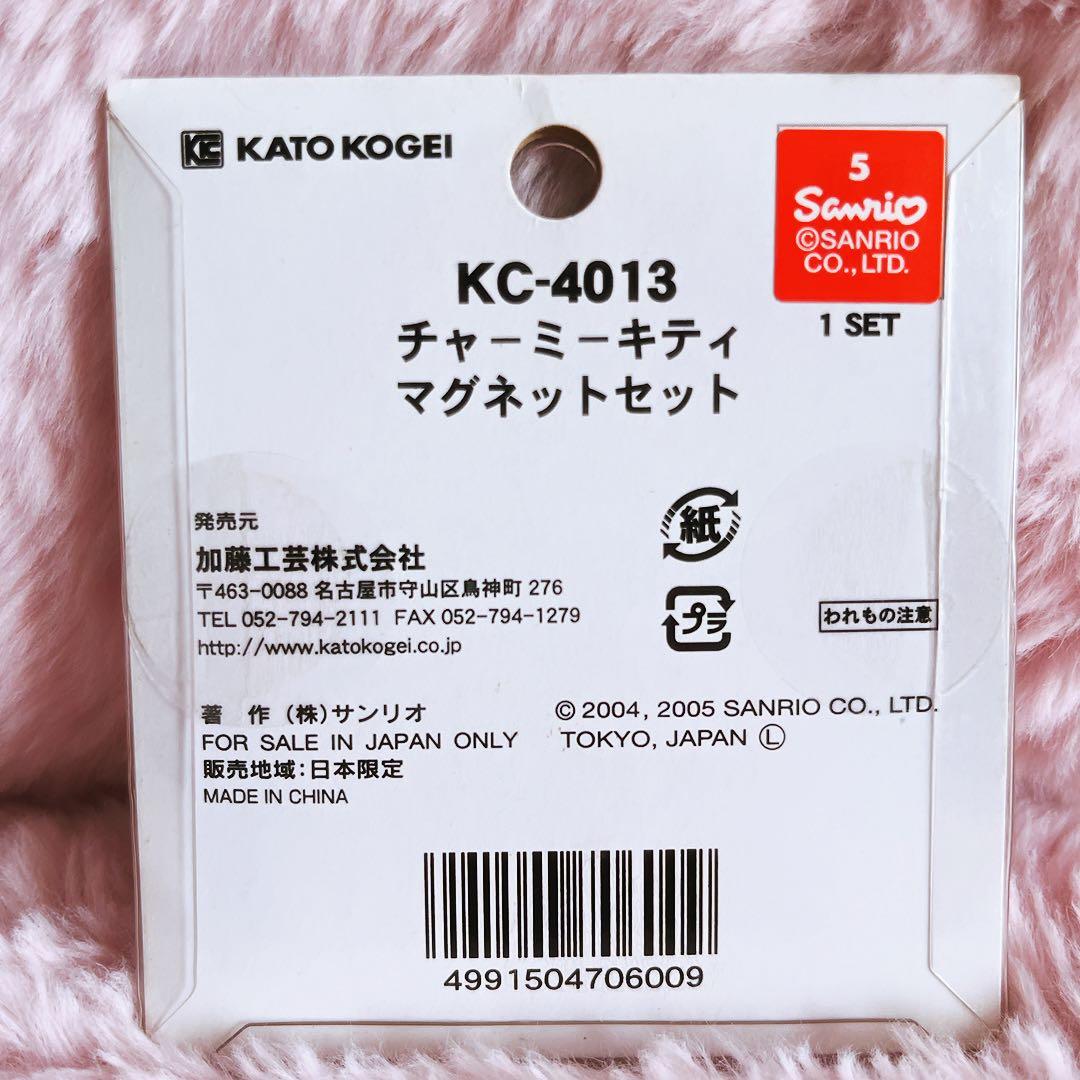 KC KATO KOGEI
5
Sanrio
©SANRIO
CO., LTD.
1 SET
KC-4013
チャーミーキティ
マグネットセット
発売元
加藤工芸株式会社
〒463-0088 名古屋市守山区鳥神町 276
TEL 052-794-2111 FAX 052-794-1279
http://www.katokogei.co.jp
紙
プラ
われもの注意
著 作 (株)サンリオ
© 2004, 2005 SANRIO CO., LTD.
FOR SALE IN JAPAN ONLY
TOKYO, JAPAN Ⓛ
販売地域:日本限定
MADE IN CHINA
4991504706009